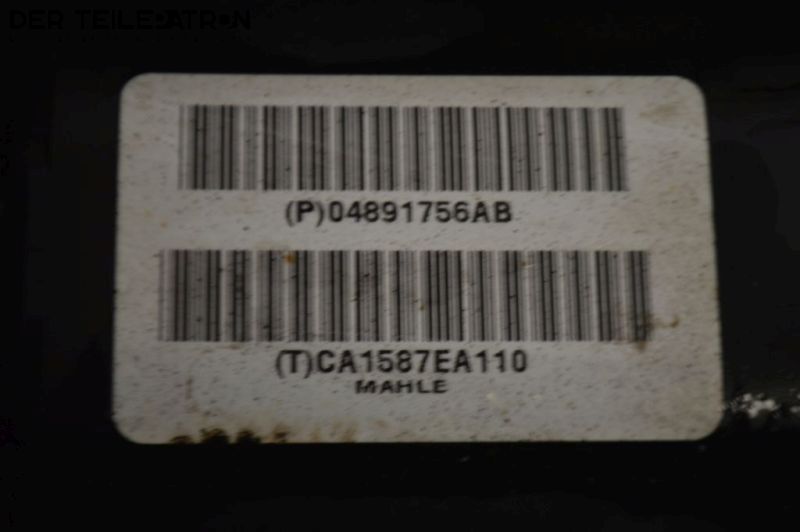 DER TEILEPATRON
(P)04891756AB
(T)CA1587EA110
MAHLE